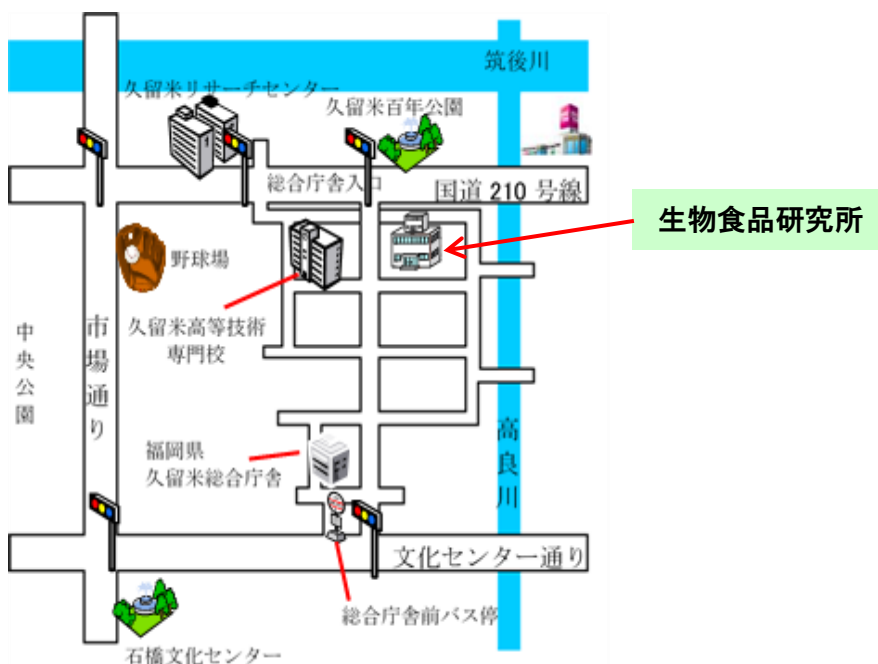 筑後川
久留米リサーチセンター
久留米百年公園
総合庁舎入口
国道 210 号線
生物食品研究所
野球場
久留米高等技術
専門校
中央公園
市場通り
福岡県
久留米総合庁舎
高良川
文化センター通り
総合庁舎前バス停
石橋文化センター